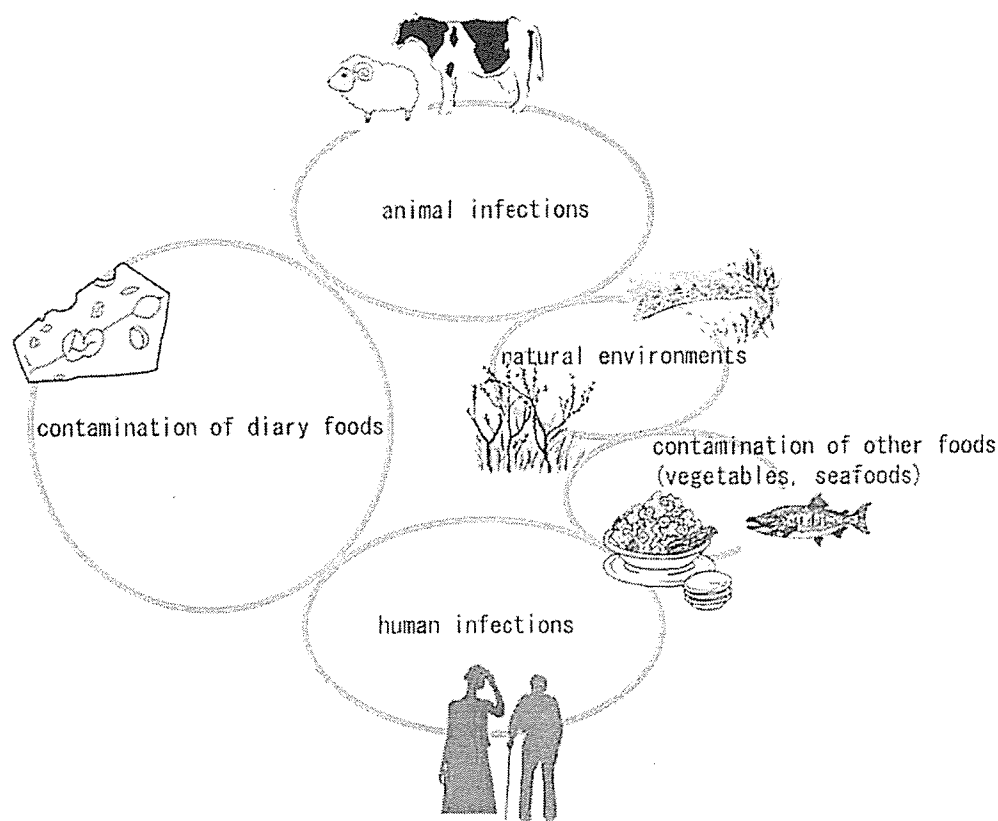 animal infections
natural environments
contamination of diary foods
contamination of other foods
(vegetables, seafoods)
human infections